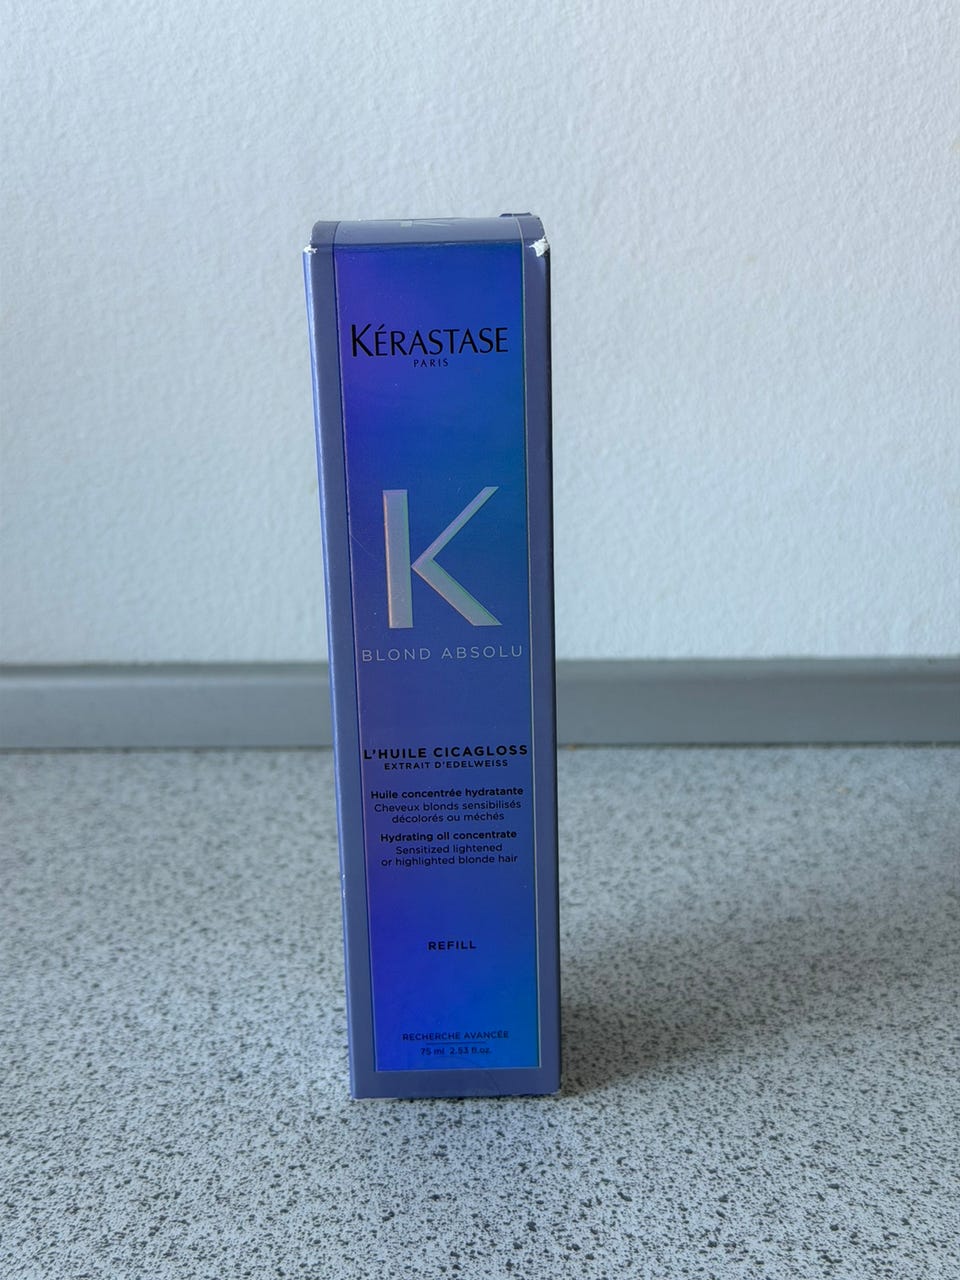 KÉRASTASE
PARIS
K
BLOND ABSOLU
L'HUILE CICAGLOSS
EXTRAIT D'EDELWEISS
Huile concentrée hydratante
Cheveux blonds sensibilisés
décolorés ou méchés
Hydrating oil concentrate
Sensitized lightened
or highlighted blonde hair
REFILL
RECHERCHE AVANCÉE
75 ml 2.53 fl.oz.